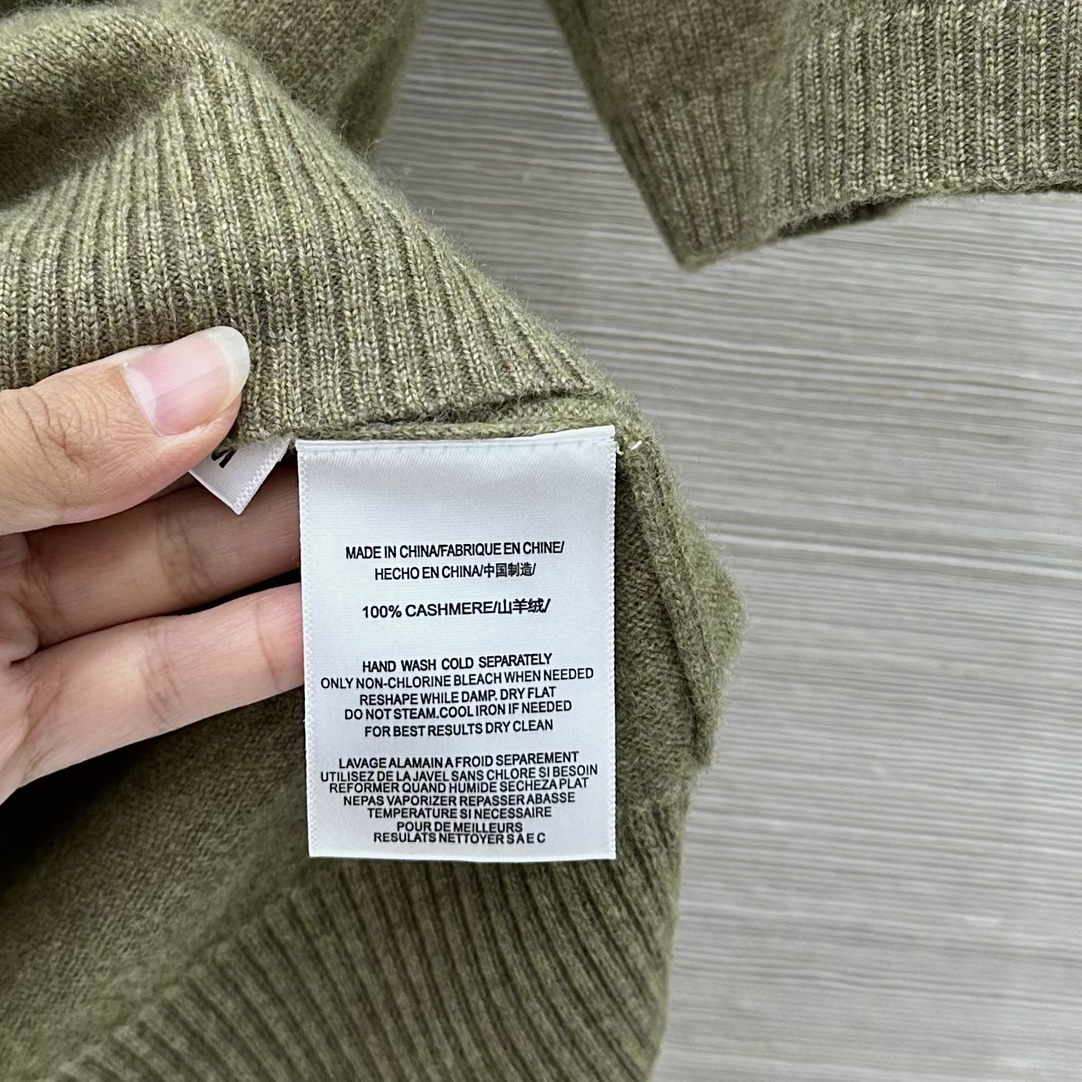 MADE IN CHINA/FABRIQUE EN CHINE/
HECHO EN CHINA/中国制造/
100% CASHMERE/山羊绒/
HAND WASH COLD SEPARATELY
ONLY NON-CHLORINE BLEACH WHEN NEEDED
RESHAPE WHILE DAMP. DRY FLAT
DO NOT STEAM.COOL IRON IF NEEDED
FOR BEST RESULTS DRY CLEAN
LAVAGE ALAMAIN A FROID SEPAREMENT
UTILISEZ DE LA JAVEL SANS CHLORE SI BESOIN
REFORMER QUAND HUMIDE SECHEZA PLAT
NEPAS VAPORIZER REPASSER ABASSE
TEMPERATURE SI NECESSAIRE
POUR DE MEILLEURS
RESULATS NETTOYER SAEC